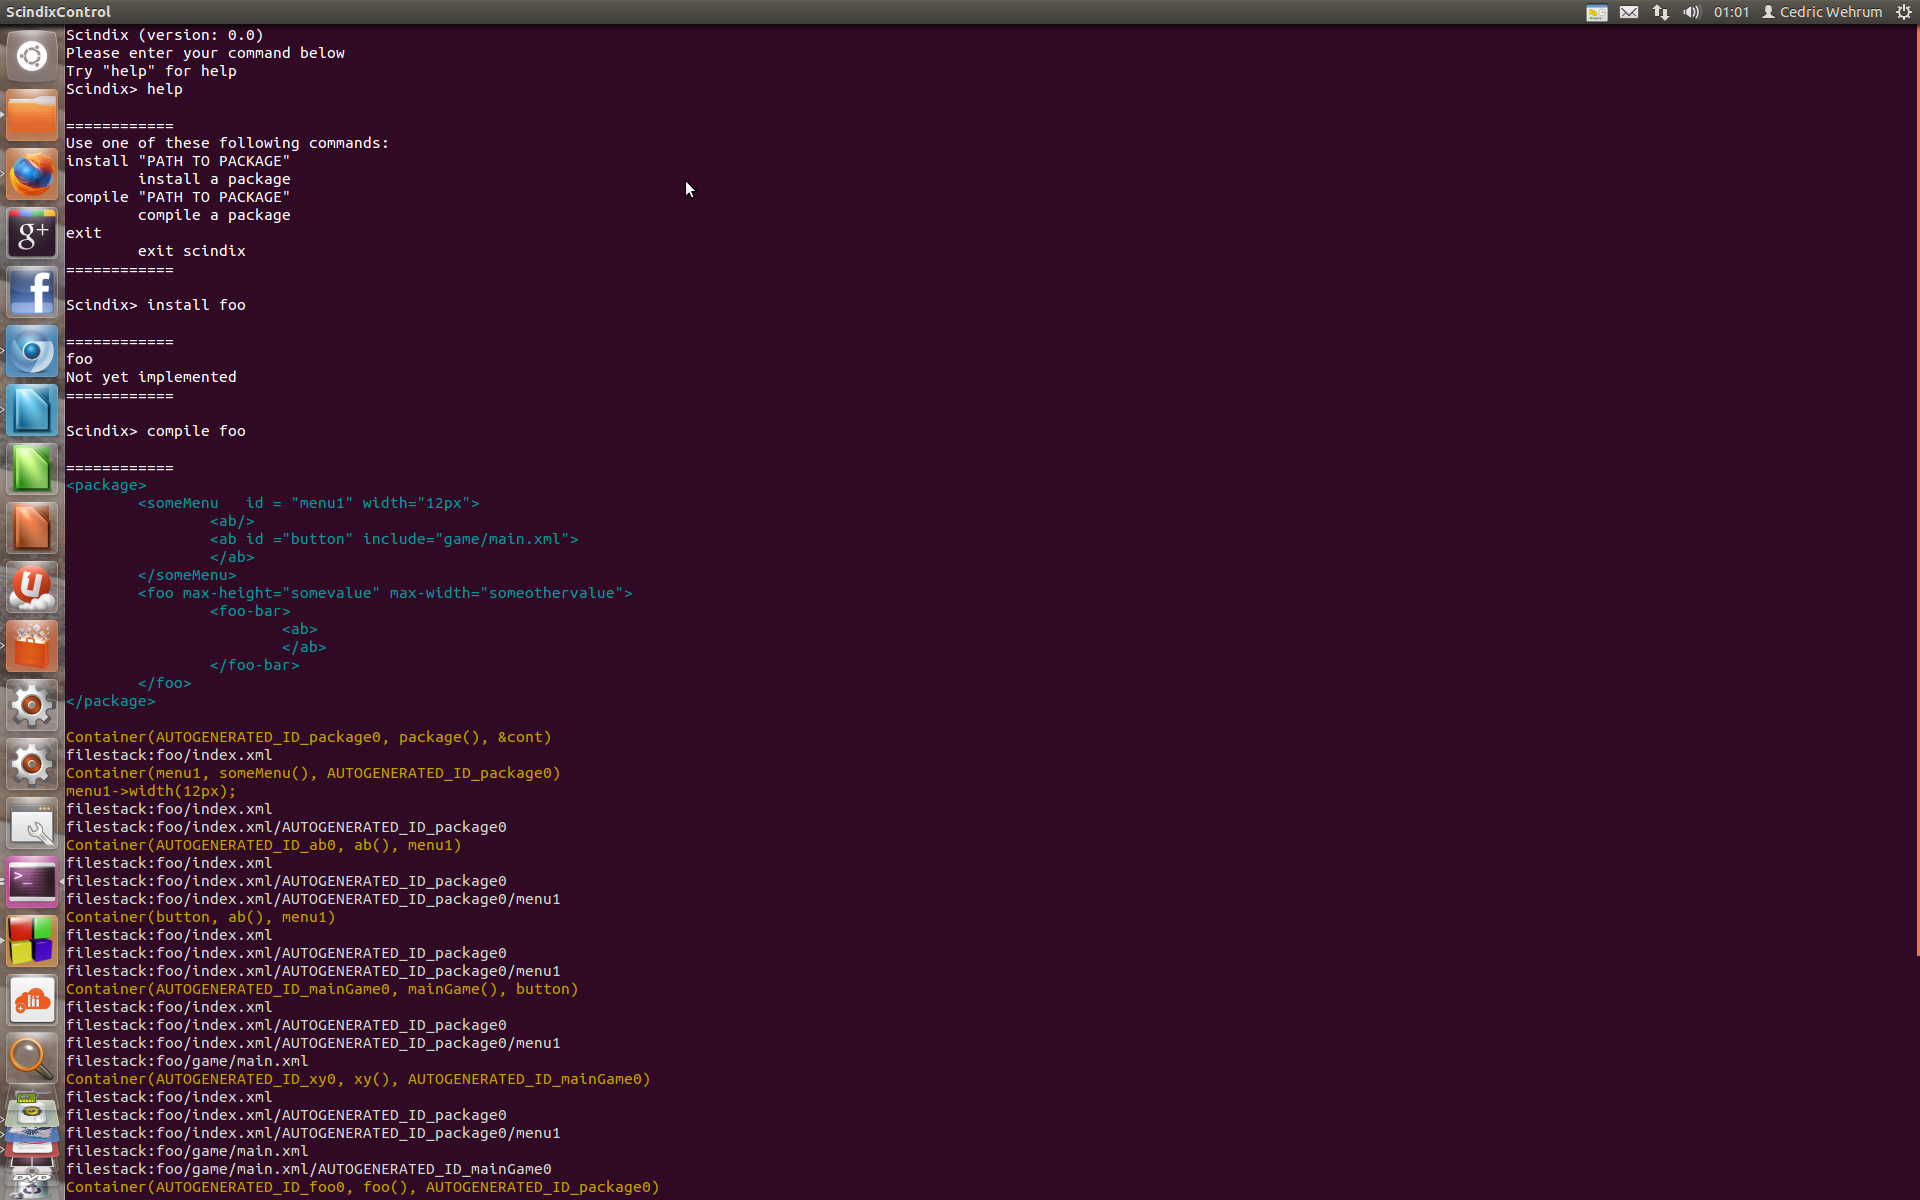 ScindixControl
01:01 Cedric Wehrum
Scindix (version: 0.0)
Please enter your command below
Try "help" for help
Scindix> help
============
Use one of these following commands:
install "PATH TO PACKAGE"
install a package
compile "PATH TO PACKAGE"
compile a package
exit
exit scindix
============
Scindix> install foo
============
foo
Not yet implemented
============
Scindix> compile foo
============
<package>
<someMenu   id = "menu1" width="12px">
<ab/>
<ab id ="button" include="game/main.xml">
</ab>
</someMenu>
<foo max-height="somevalue" max-width="someothervalue">
<foo-bar>
<ab>
</ab>
</foo-bar>
</foo>
</package>
Container(AUTOGENERATED_ID_package0, package(), &cont)
filestack:foo/index.xml
Container(menu1, someMenu(), AUTOGENERATED_ID_package0)
menu1->width(12px);
filestack:foo/index.xml
filestack:foo/index.xml/AUTOGENERATED_ID_package0
Container(AUTOGENERATED_ID_ab0, ab(), menu1)
filestack:foo/index.xml
filestack:foo/index.xml/AUTOGENERATED_ID_package0
filestack:foo/index.xml/AUTOGENERATED_ID_package0/menu1
Container(button, ab(), menu1)
filestack:foo/index.xml
filestack:foo/index.xml/AUTOGENERATED_ID_package0
filestack:foo/index.xml/AUTOGENERATED_ID_package0/menu1
Container(AUTOGENERATED_ID_mainGame0, mainGame(), button)
filestack:foo/index.xml
filestack:foo/index.xml/AUTOGENERATED_ID_package0
filestack:foo/index.xml/AUTOGENERATED_ID_package0/menu1
filestack:foo/game/main.xml
Container(AUTOGENERATED_ID_xy0, xy(), AUTOGENERATED_ID_mainGame0)
filestack:foo/index.xml
filestack:foo/index.xml/AUTOGENERATED_ID_package0
filestack:foo/index.xml/AUTOGENERATED_ID_package0/menu1
filestack:foo/game/main.xml
filestack:foo/game/main.xml/AUTOGENERATED_ID_mainGame0
Container(AUTOGENERATED_ID_foo0, foo(), AUTOGENERATED_ID_package0)
g+
f
U
>_
DVD